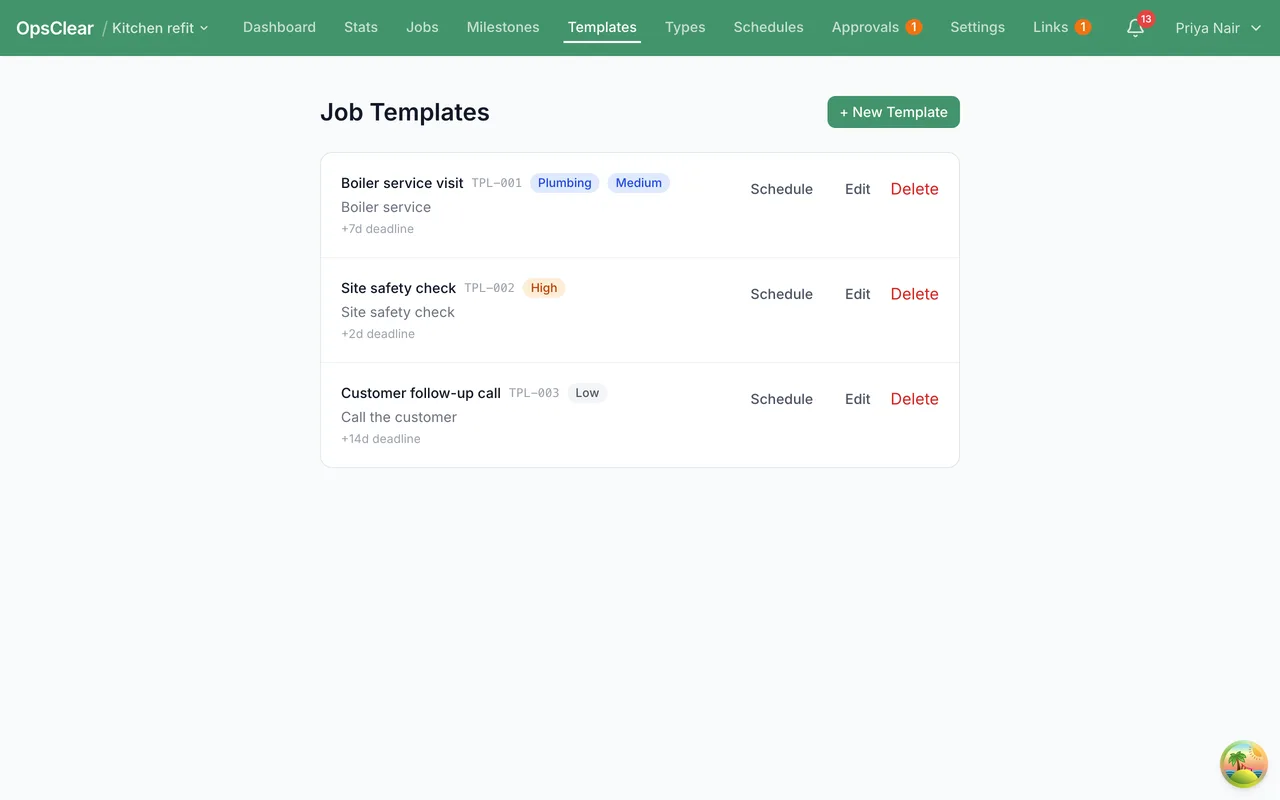 OpsClear / Kitchen refit Dashboard Stats Jobs Milestones Templates Types Schedules Approvals 1 Settings Links 1 13 Priya Nair
Job Templates + New Template
Boiler service visit TPL-001 Plumbing Medium Schedule Edit Delete
Boiler service
+7d deadline
Site safety check TPL-002 High Schedule Edit Delete
Site safety check
+2d deadline
Customer follow-up call TPL-003 Low Schedule Edit Delete
Call the customer
+14d deadline